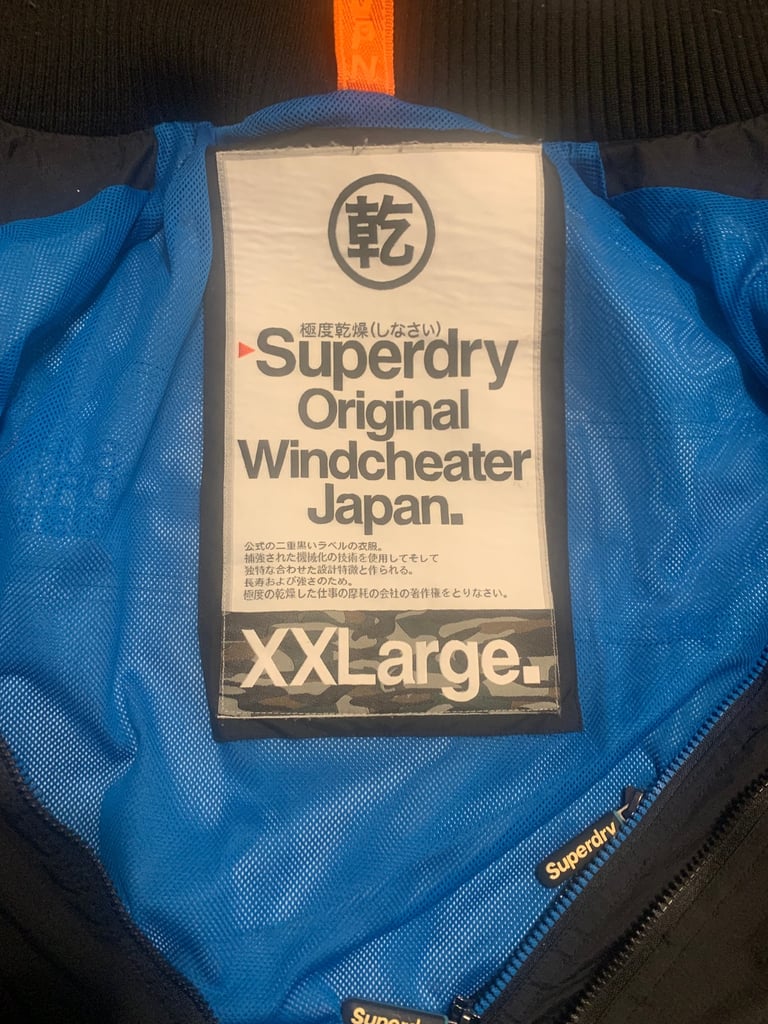 JPN
乾
極度乾燥(しなさい)
Superdry
Original
Windcheater
Japan.
公式の二重黒いラベルの衣服。
補強された機械化の技術を使用してそして
独特な合わせた設計特徴と作られる。
長寿および強さのため。
極度の乾燥した仕事の摩耗の会社の著作権をとりなさい。
XXLarge.
Superdry